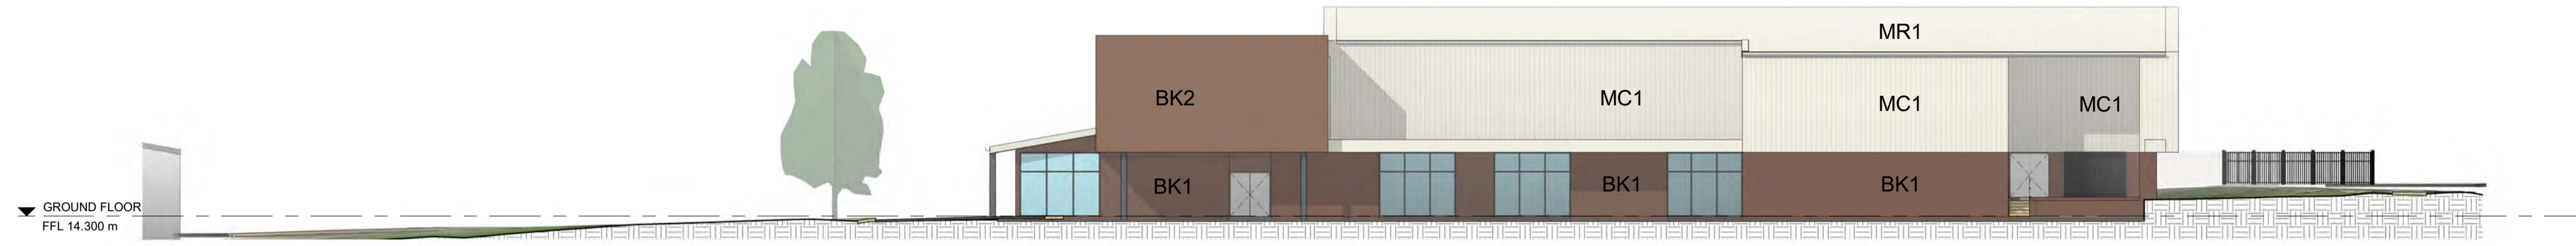 MR1
BK2
MC1
MC1
MC1
BK1
BK1
BK1
GROUND FLOOR
FFL 14.300 m